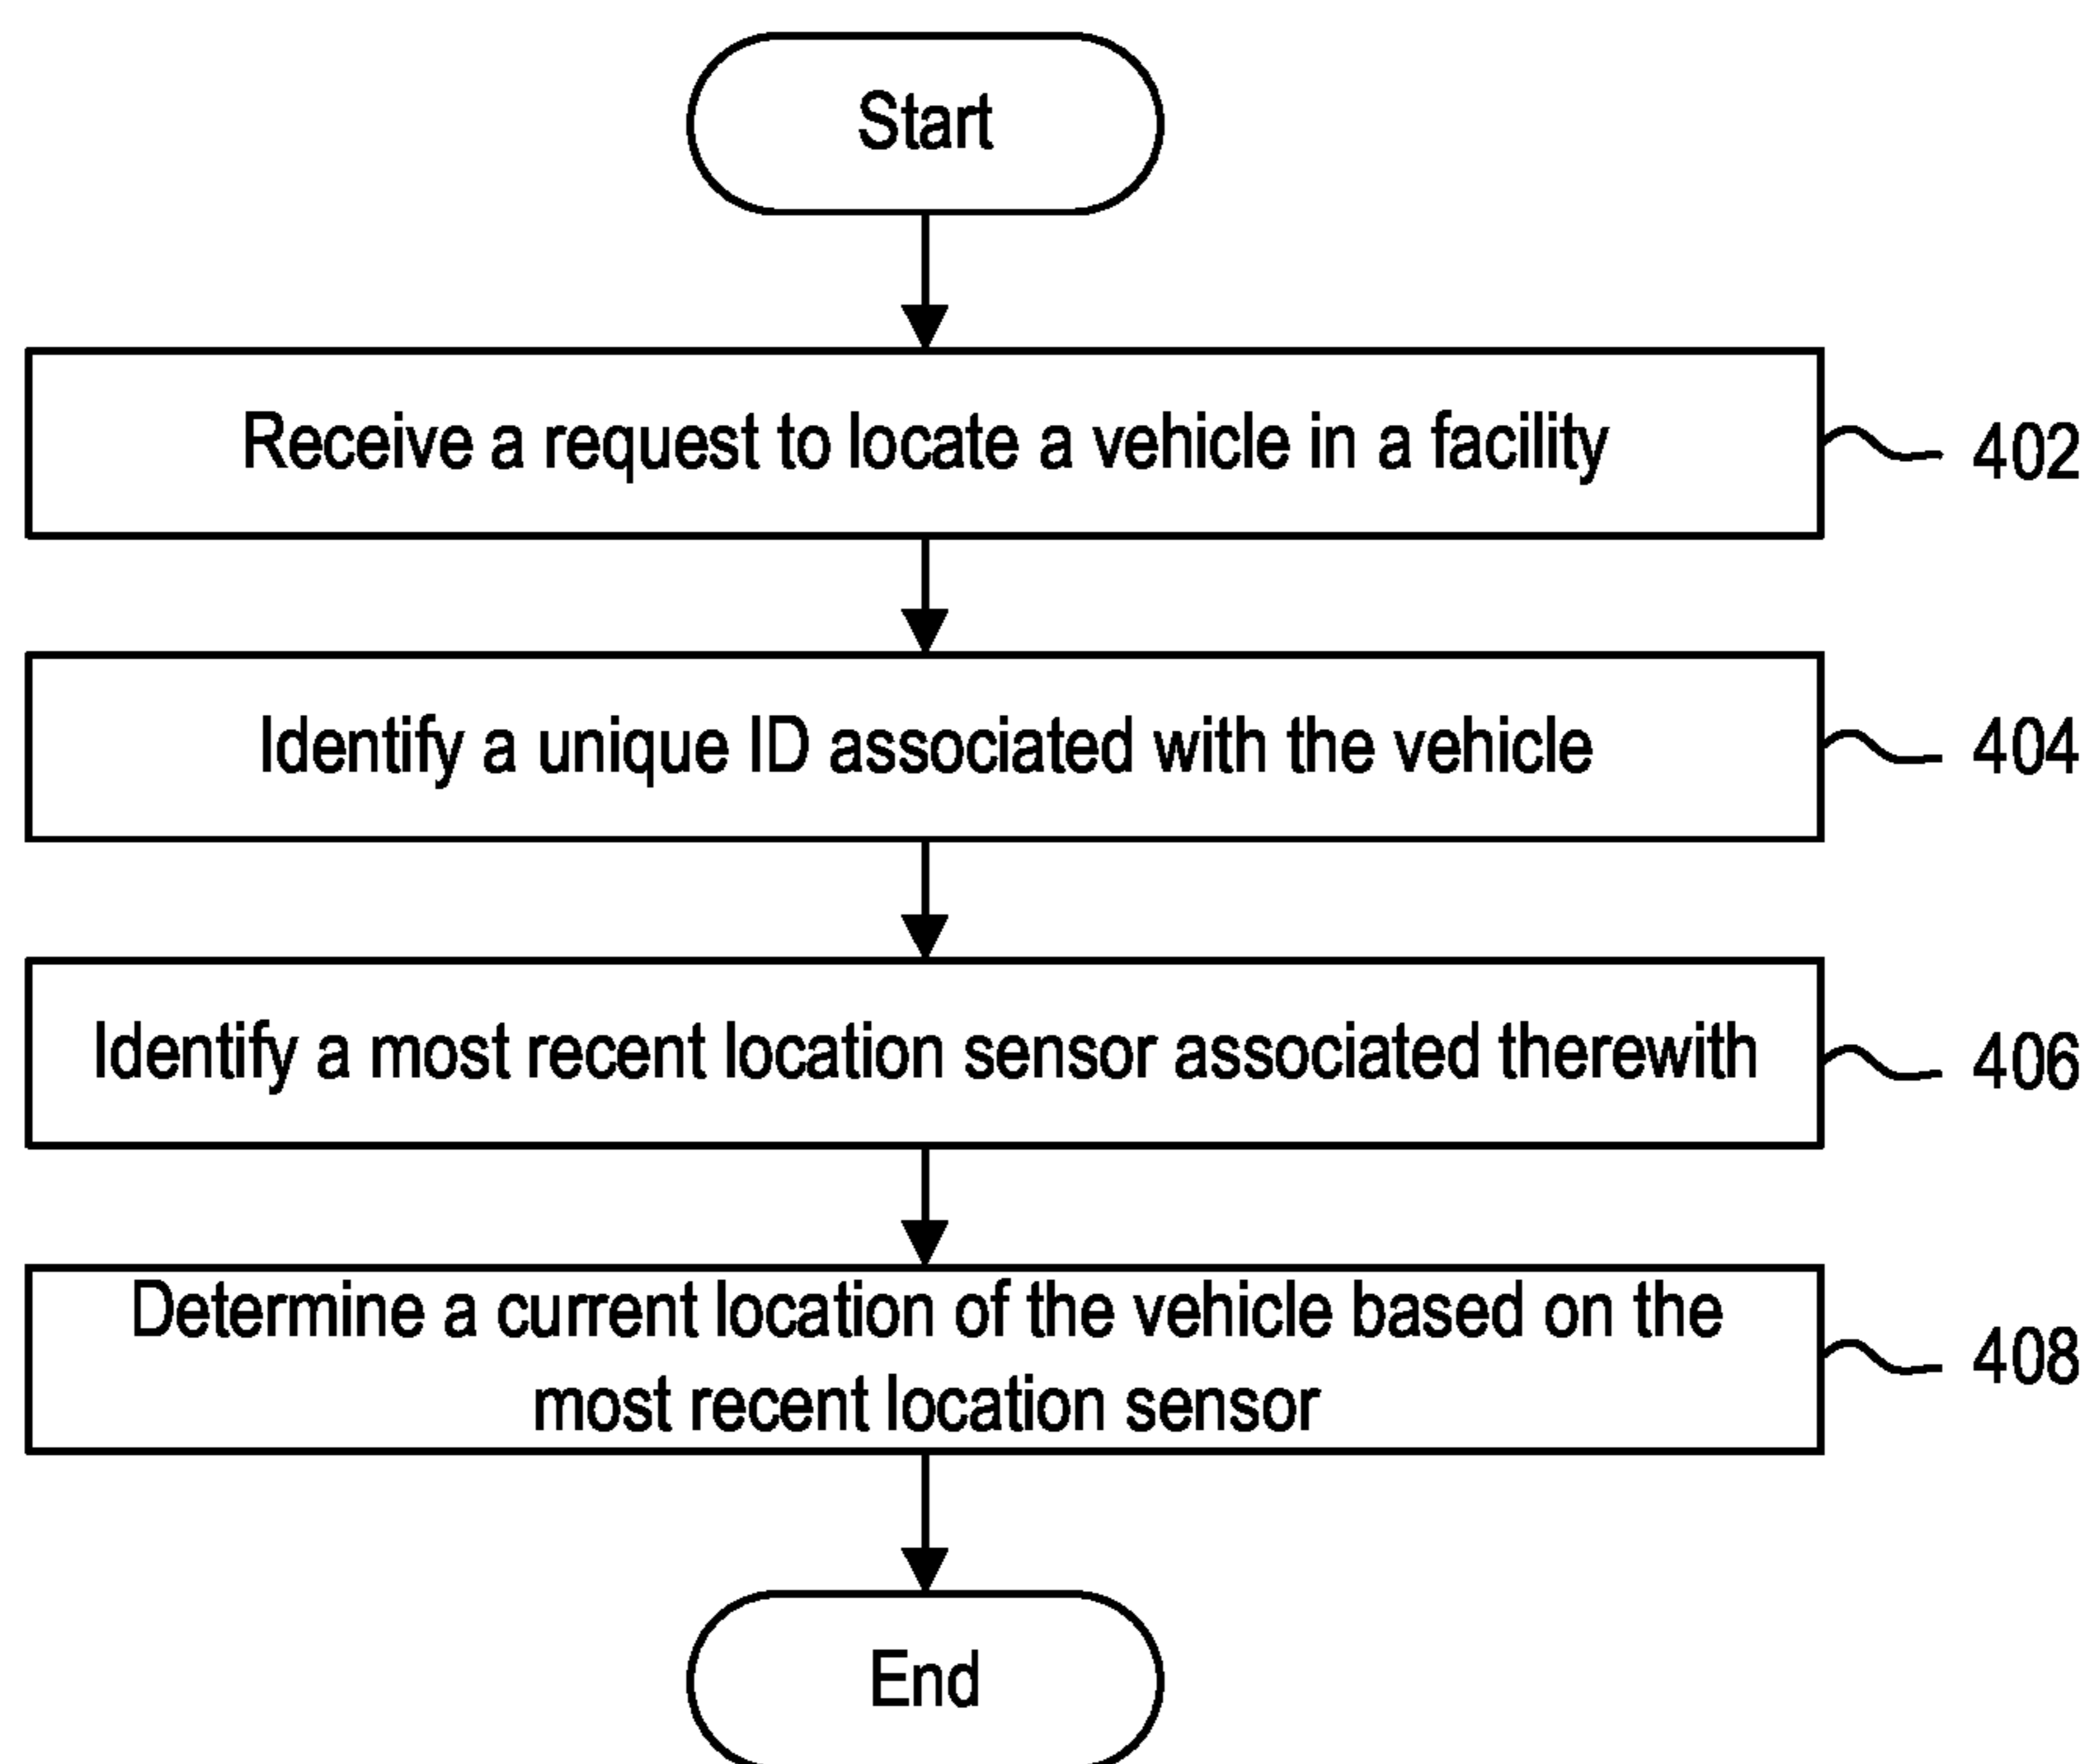 Start
Receive a request to locate a vehicle in a facility
402
Identify a unique ID associated with the vehicle
404
Identify a most recent location sensor associated therewith
406
Determine a current location of the vehicle based on the
most recent location sensor
408
End